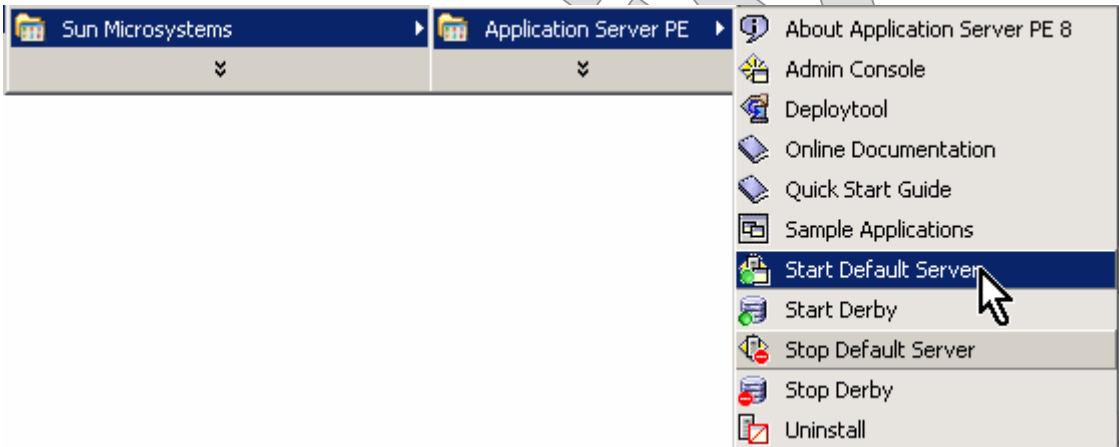 Sun Microsystems
Application Server PE
About Application Server PE 8
Admin Console
Deploytool
Online Documentation
Quick Start Guide
Sample Applications
Start Default Server
Start Derby
Stop Default Server
Stop Derby
Uninstall